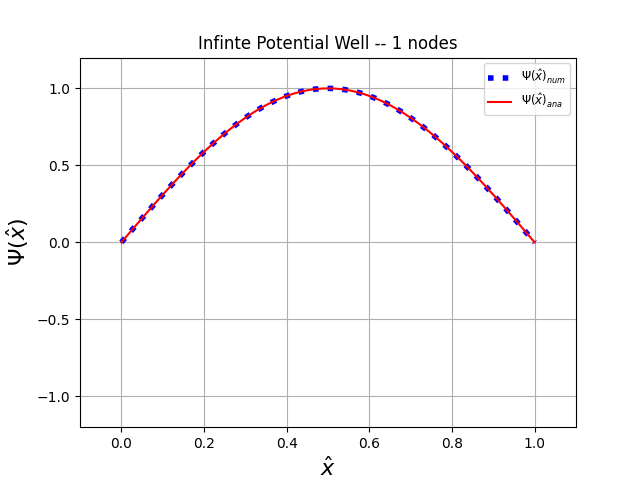 Infinte Potential Well -- 1 nodes
Ψ(x̂)ₙᵤₘ
Ψ(x̂)ₐₙₐ
1.0
0.5
0.0
−0.5
−1.0
Ψ(x̂)
0.0 0.2 0.4 0.6 0.8 1.0
x̂